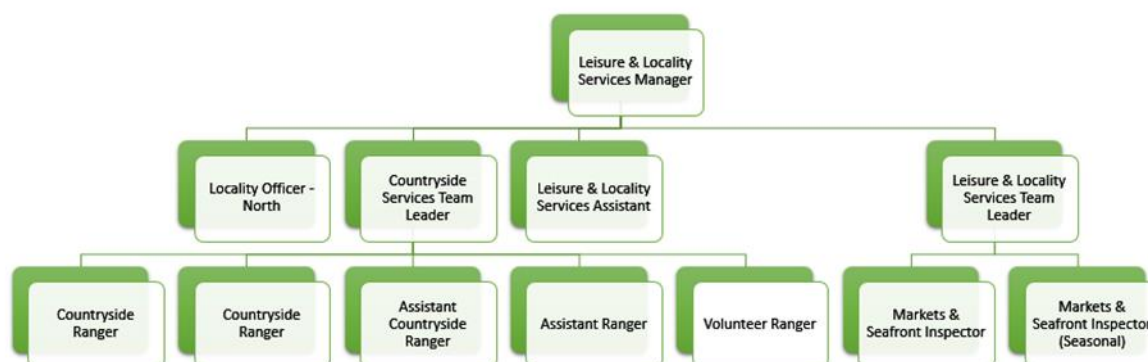 Leisure & Locality
Services Manager
Locality Officer -
North
Countryside
Services Team
Leader
Leisure & Locality
Services Assistant
Leisure & Locality
Services Team
Leader
Countryside
Ranger
Countryside
Ranger
Assistant
Countryside
Ranger
Assistant Ranger
Volunteer Ranger
Markets &
Seafront Inspector
Markets &
Seafront Inspector
(Seasonal)